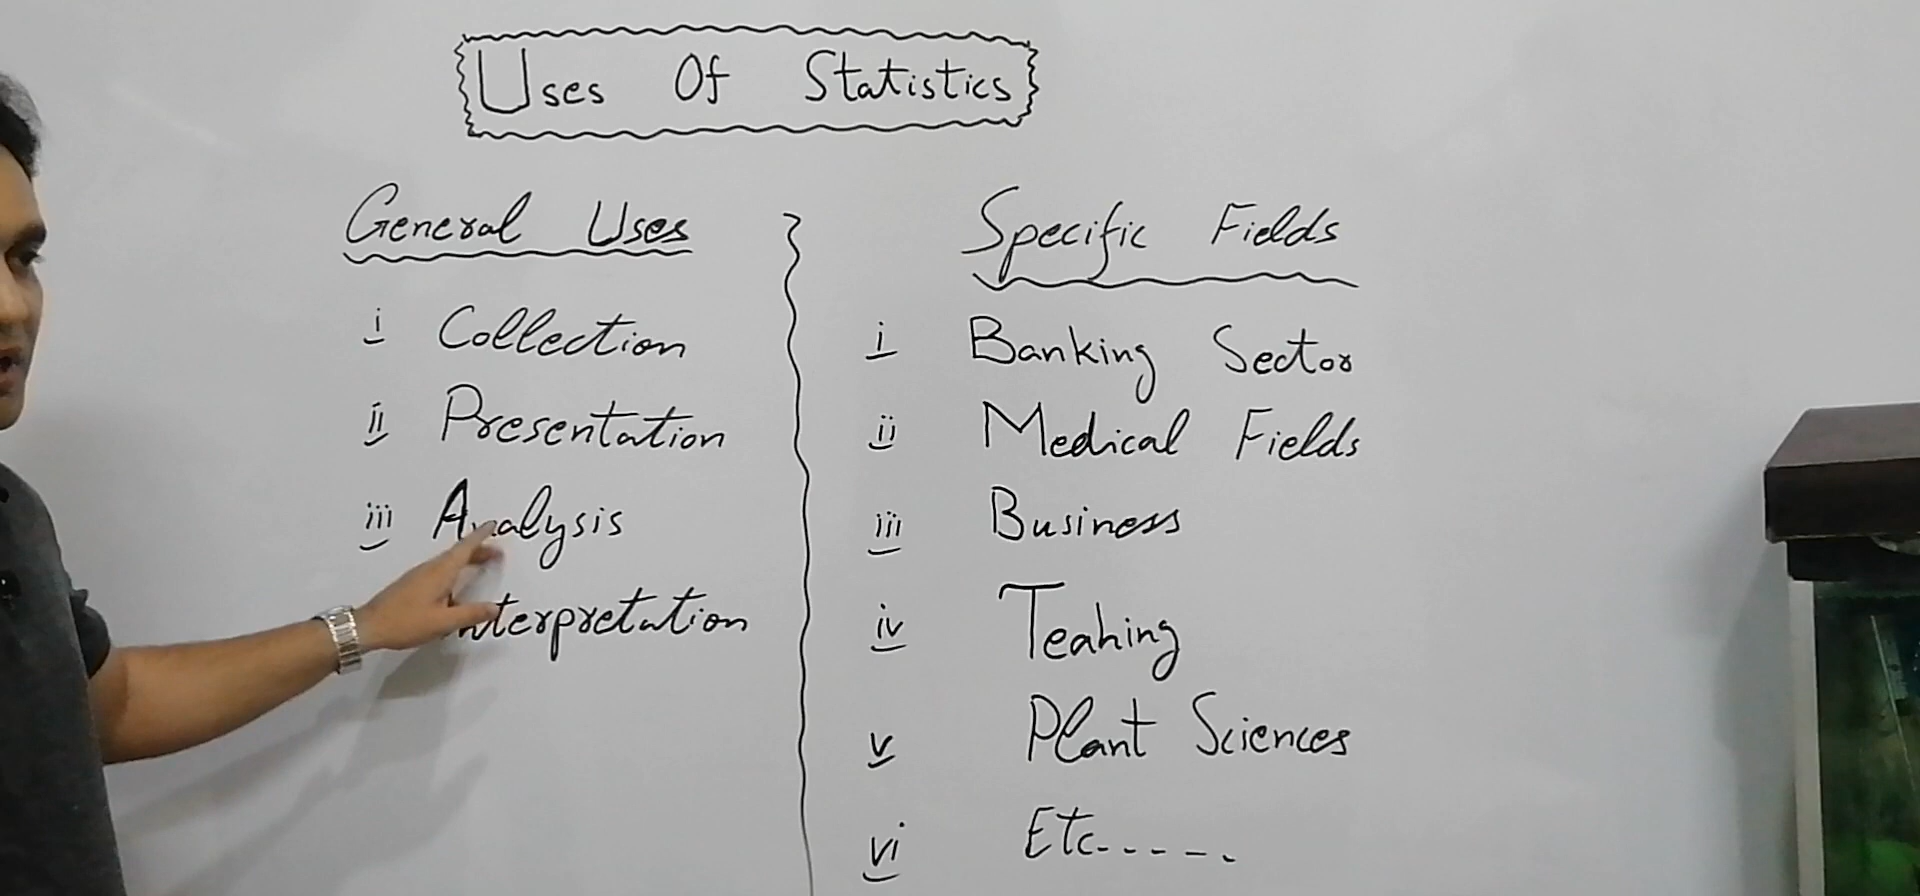 Uses Of Statistics
General Uses
i Collection
ii Presentation
iii Analysis
Interpretation
Specific Fields
i Banking Sector
ii Medical Fields
iii Business
iv Teahing
v Plant Sciences
vi Etc-----